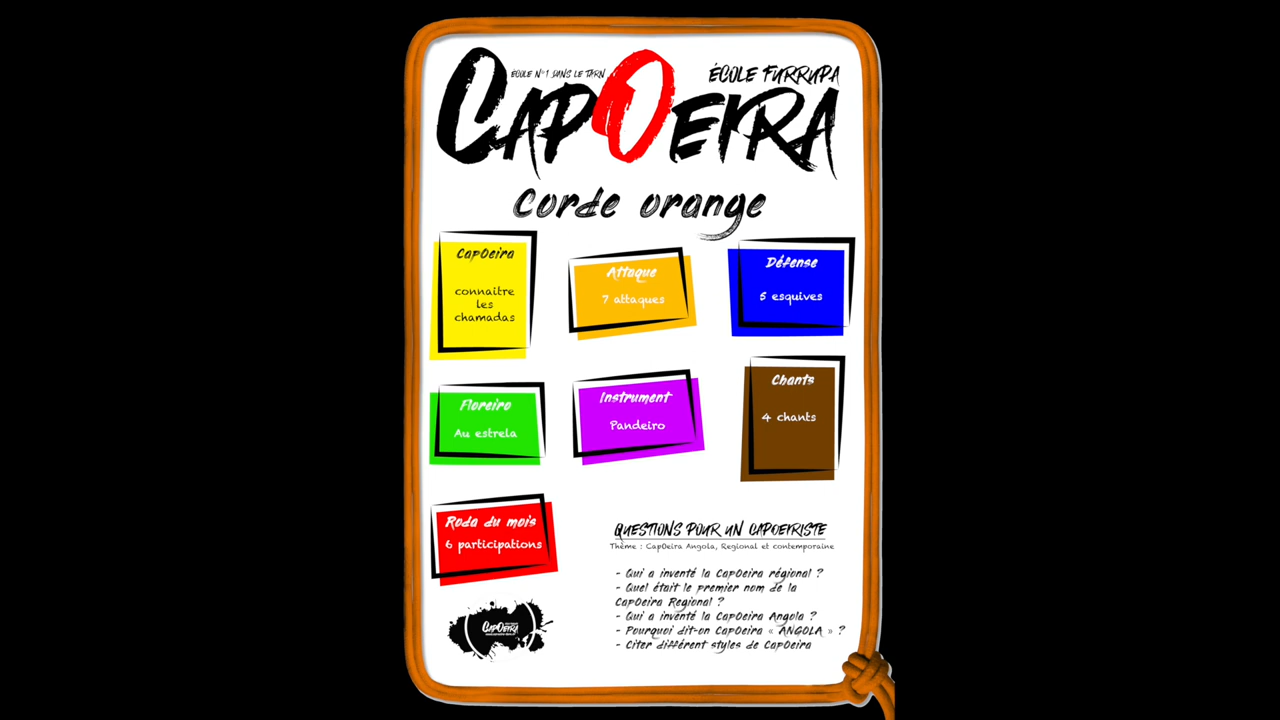 ÉCOLE N°1 DANS LE TARN
ÉCOLE FURRUPA
CAPOEIRA
Corde orange
CapOeira
connaitre
les
chamadas
Attaque
7 attaques
Défense
5 esquives
Floreiro
Au estrela
Instrument
Pandeiro
Chants
4 chants
Roda du mois
6 participations
QUESTIONS POUR UN CAPOEIRISTE
Thème : CapOeira Angola, Regional et contemporaine
- Qui a inventé la CapOeira régional ?
- Quel était le premier nom de la
CapOeira Regional ?
- Qui a inventé la CapOeira Angola ?
- Pourquoi dit-on CapOeira « ANGOLA » ?
- Citer différent styles de CapOeira
CAPOEIRA